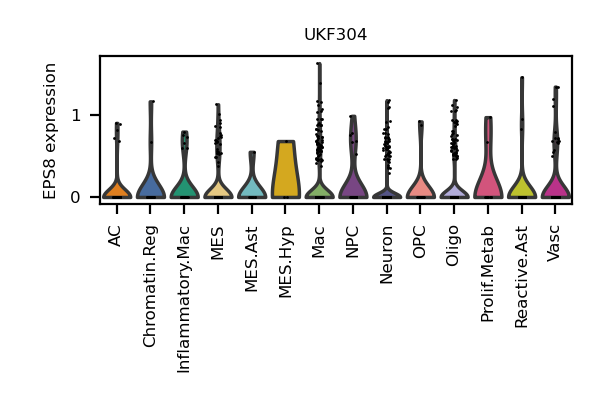 UKF304
EPS8 expression
1
0
AC
Chromatin.Reg
Inflammatory.Mac
MES
MES.Ast
MES.Hyp
Mac
NPC
Neuron
OPC
Oligo
Prolif.Metab
Reactive.Ast
Vasc